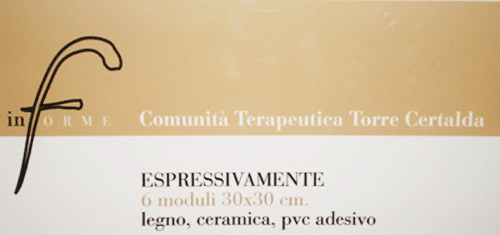 inFORME
Comunità Terapeutica Torre Certalda
ESPRESSIVAMENTE
6 moduli 30x30 cm.
legno, ceramica, pvc adesivo